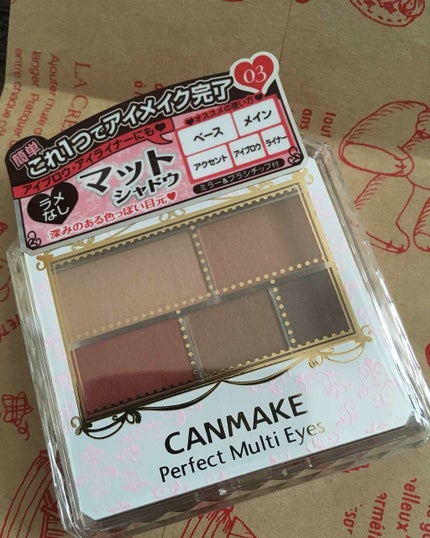 03
簡単
これ1つでアイメイク完了
アイブロウ・アイライナーにも♥
♥オススメの使い方♥
ベース
メイン
アクセント
アイブロウ
ライナー
ラメ
なし
マット
シャドウ
ミラー&ブラシチップ付
深みのある色っぽい目元♥
CANMAKE
Perfect Multi Eyes
LA CRE